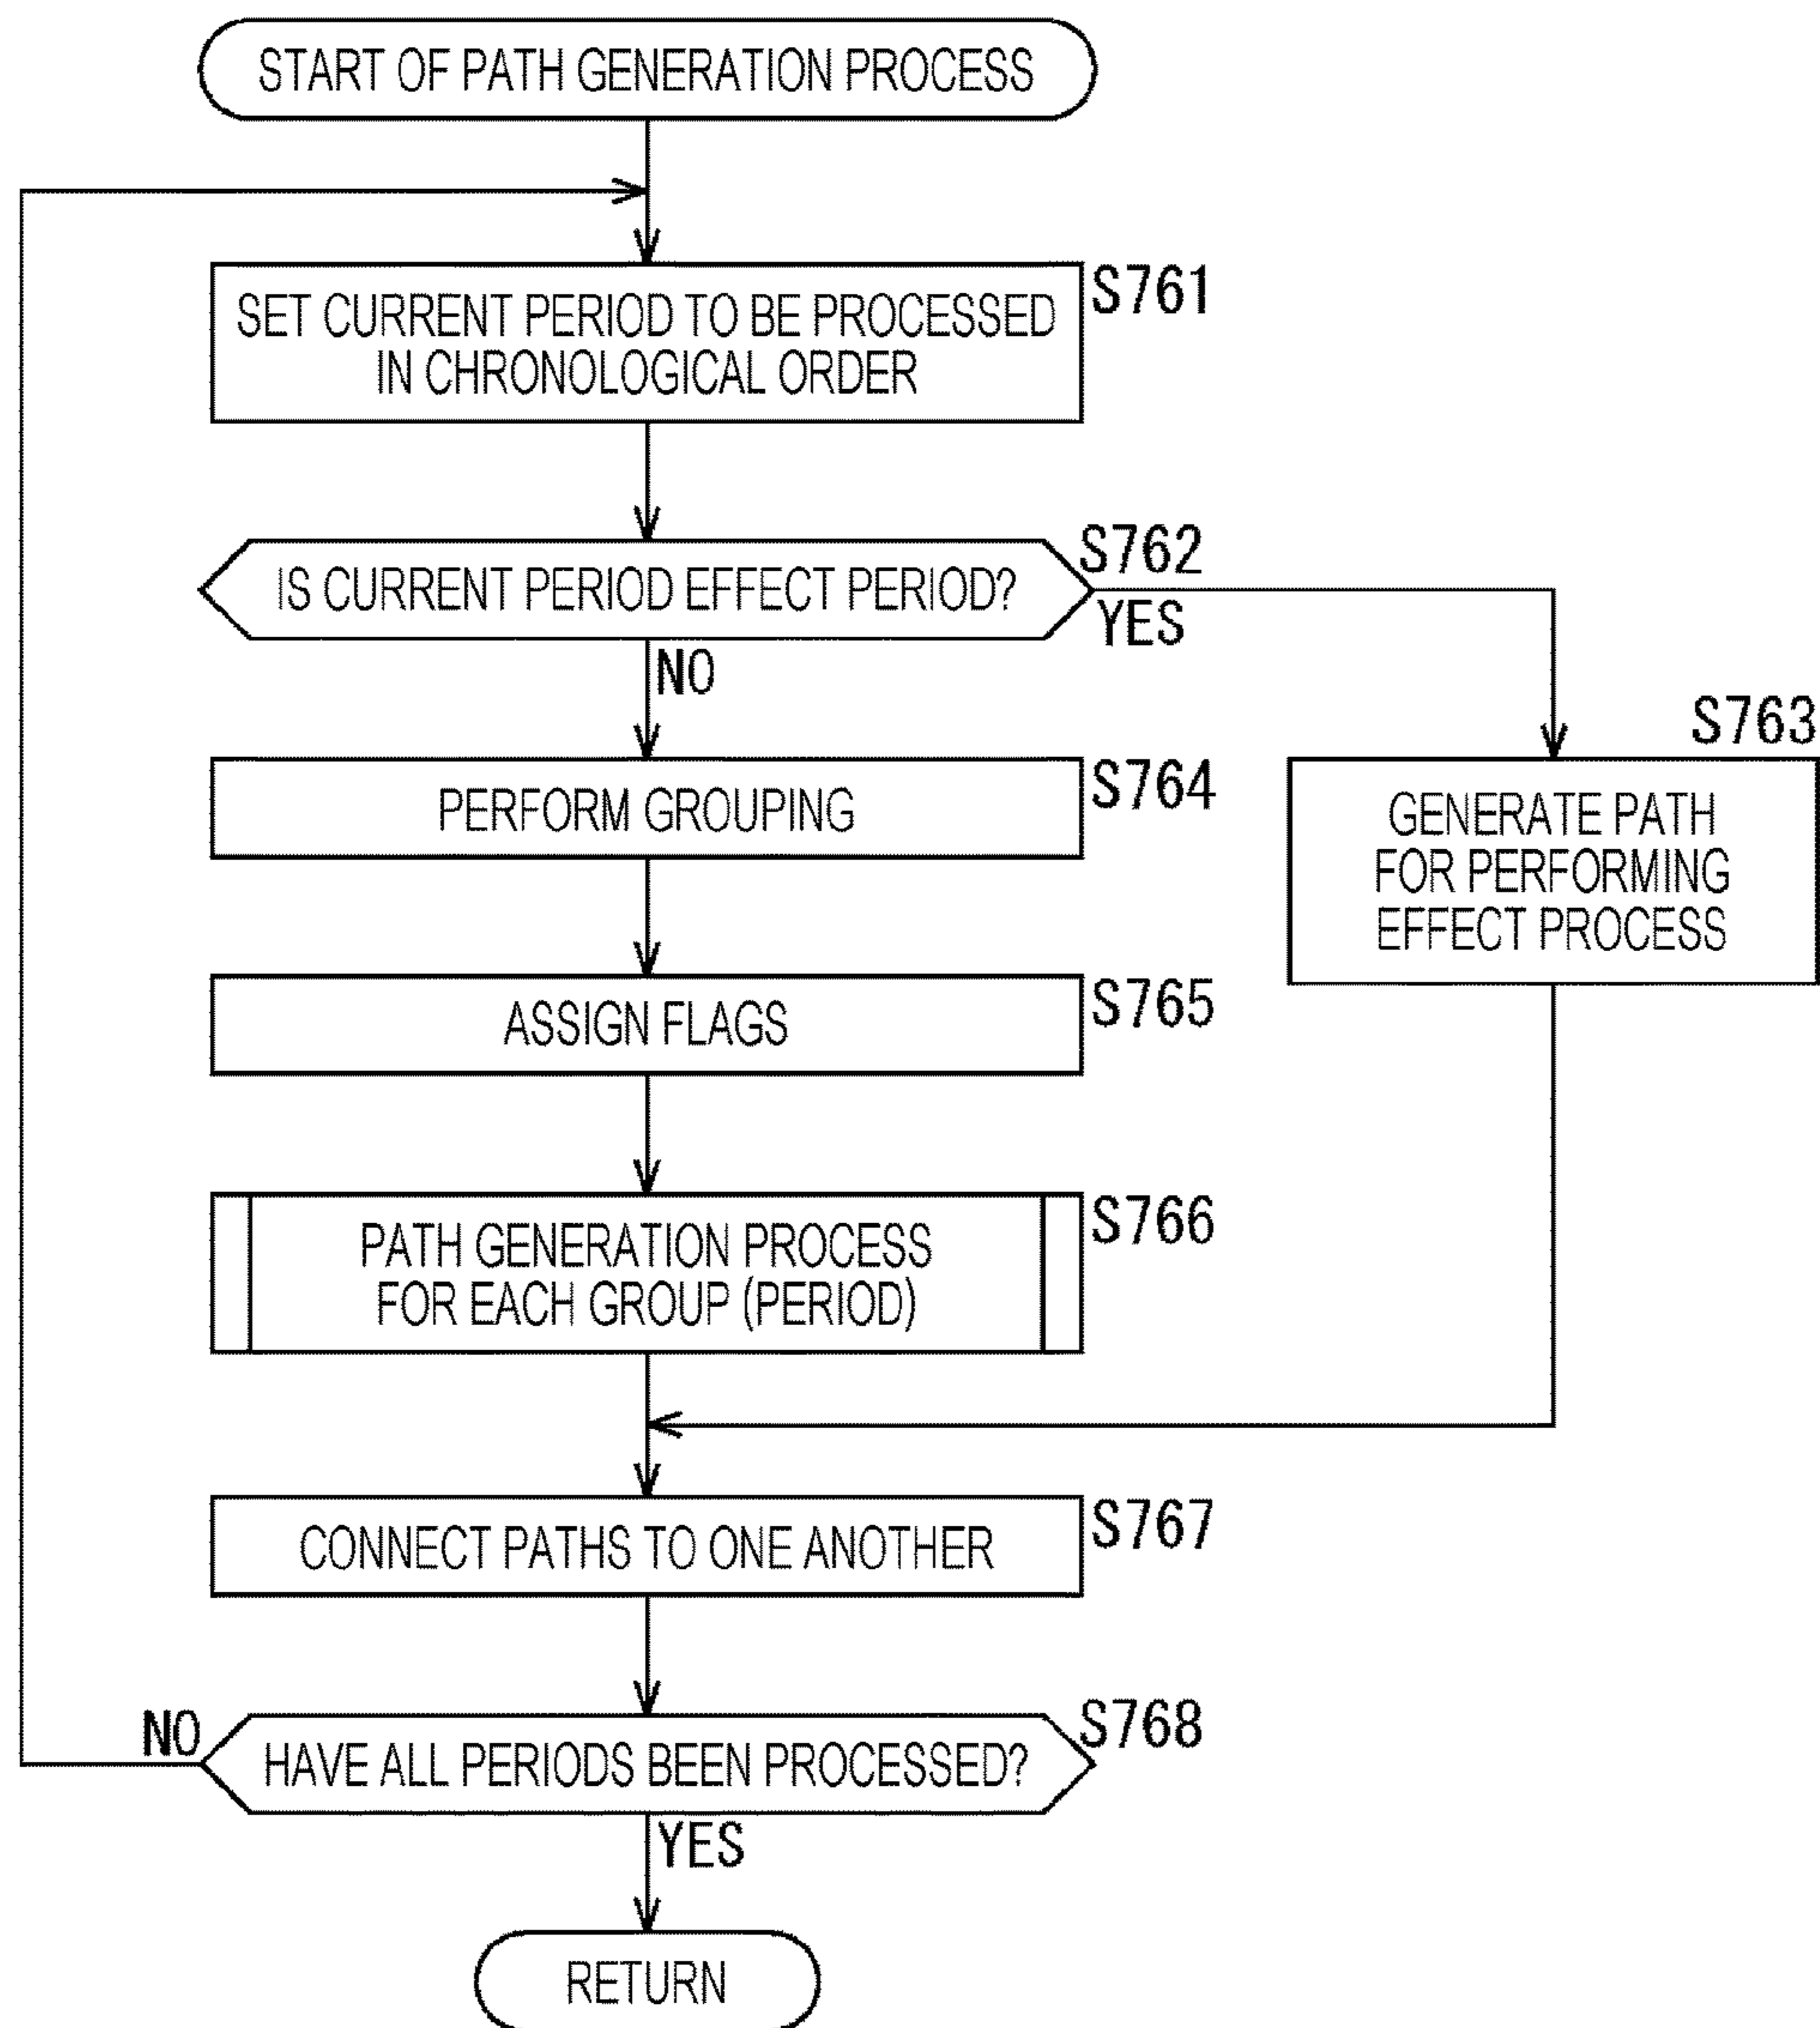 START OF PATH GENERATION PROCESS
S761
SET CURRENT PERIOD TO BE PROCESSED
IN CHRONOLOGICAL ORDER
S762
IS CURRENT PERIOD EFFECT PERIOD?
YES
NO
S763
GENERATE PATH
FOR PERFORMING
EFFECT PROCESS
S764
PERFORM GROUPING
S765
ASSIGN FLAGS
S766
PATH GENERATION PROCESS
FOR EACH GROUP (PERIOD)
S767
CONNECT PATHS TO ONE ANOTHER
S768
NO
HAVE ALL PERIODS BEEN PROCESSED?
YES
RETURN